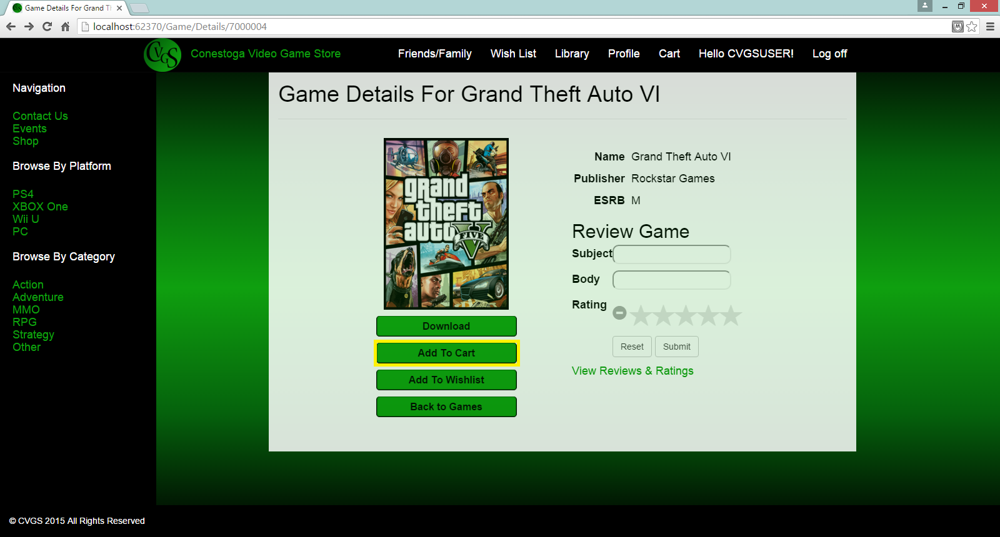 Game Details For Grand Th
localhost:62370/Game/Details/7000004
CVGS
Conestoga Video Game Store
Friends/Family
Wish List
Library
Profile
Cart
Hello CVGSUSER!
Log off
Navigation
Contact Us
Events
Shop
Browse By Platform
PS4
XBOX One
Wii U
PC
Browse By Category
Action
Adventure
MMO
RPG
Strategy
Other
Game Details For Grand Theft Auto VI
grand
theft
auto V
FIVE
Download
Add To Cart
Add To Wishlist
Back to Games
Name Grand Theft Auto VI
Publisher Rockstar Games
ESRB M
Review Game
Subject
Body
Rating
Reset
Submit
View Reviews & Ratings
© CVGS 2015 All Rights Reserved